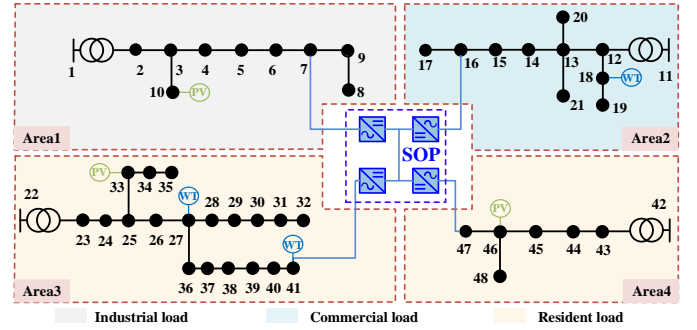 20
1 2 3 4 5 6 7 9
17 16 15 14 13 12 11
10 PV 8
18 WT
21 19
Area1
SOP
Area2
22
PV 33 34 35
WT
23 24 25 26 27 28 29 30 31 32
WT
36 37 38 39 40 41
Area3
42
PV
47 46 45 44 43
48
Area4
Industrial load Commercial load Resident load